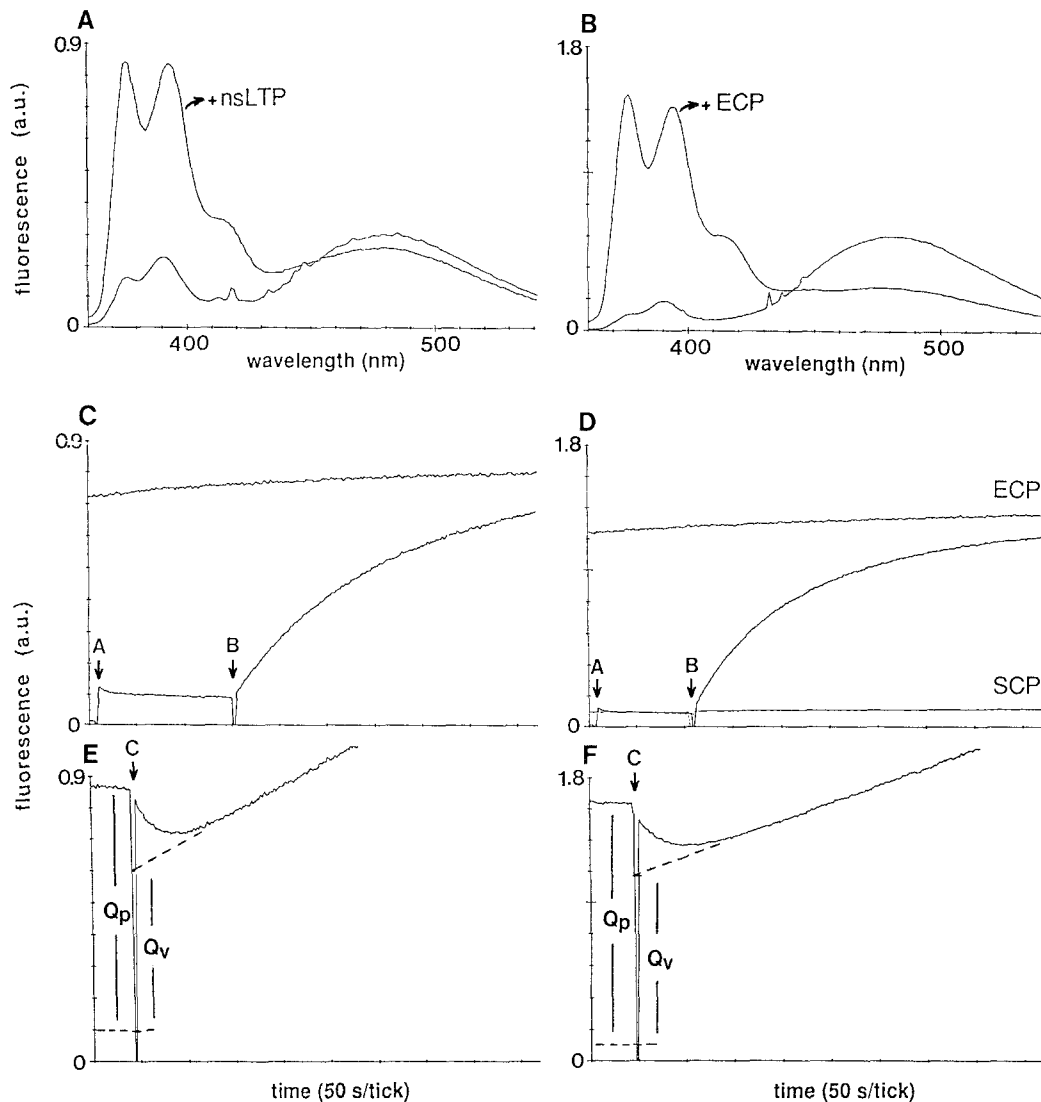 A
0.9
+ nsLTP
fluorescence (a.u.)
0
400
500
wavelength (nm)
B
1.8
+ ECP
0
400
500
wavelength (nm)
C
0.9
A
B
0
D
1.8
ECP
A
B
SCP
0
fluorescence (a.u.)
E
0.9
C
Qp
Qv
0
time (50 s/tick)
F
1.8
C
Qp
Qv
0
time (50 s/tick)